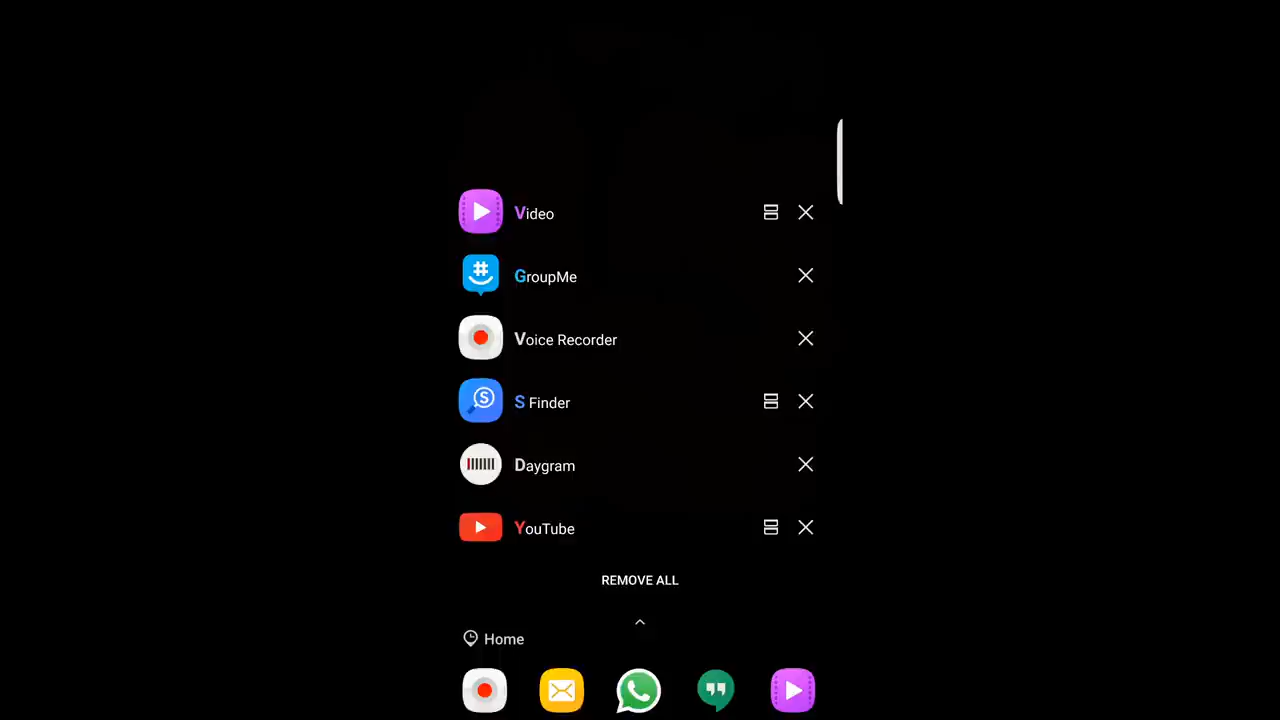 Video
GroupMe
Voice Recorder
S Finder
Daygram
YouTube
REMOVE ALL
Home